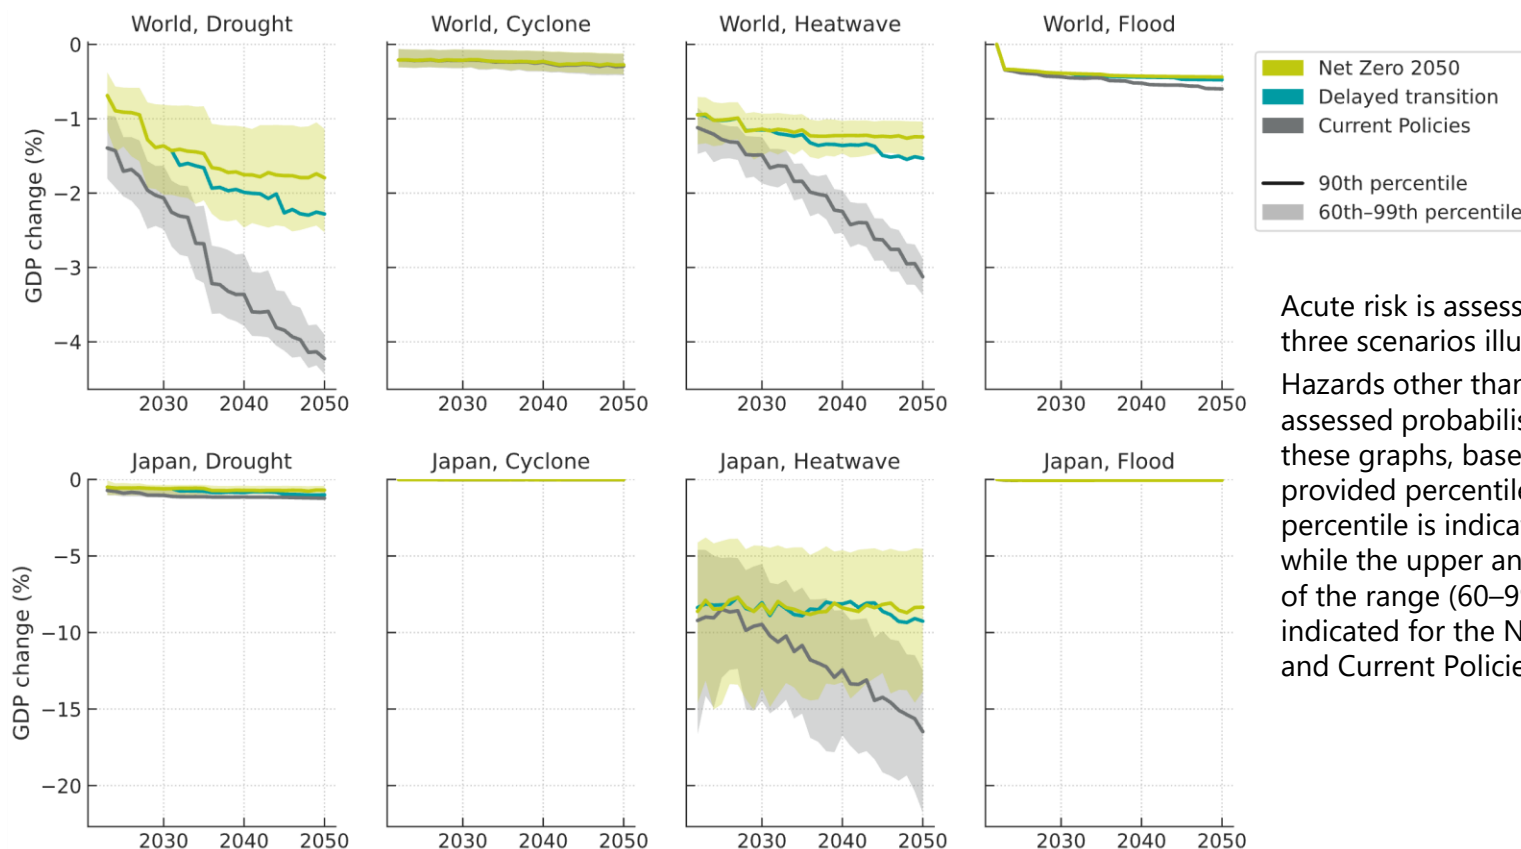 World, Drought
World, Cyclone
World, Heatwave
World, Flood
0
−1
−2
−3
−4
GDP change (%)
2030 2040 2050
2030 2040 2050
2030 2040 2050
2030 2040 2050
Net Zero 2050
Delayed transition
Current Policies
90th percentile
60th–99th percentile
Acute risk is assess
three scenarios illu
Hazards other than
assessed probabilis
these graphs, base
provided percentile
percentile is indica
while the upper an
of the range (60–9
indicated for the N
and Current Policie
Japan, Drought
Japan, Cyclone
Japan, Heatwave
Japan, Flood
0
−5
−10
−15
−20
GDP change (%)
2030 2040 2050
2030 2040 2050
2030 2040 2050
2030 2040 2050